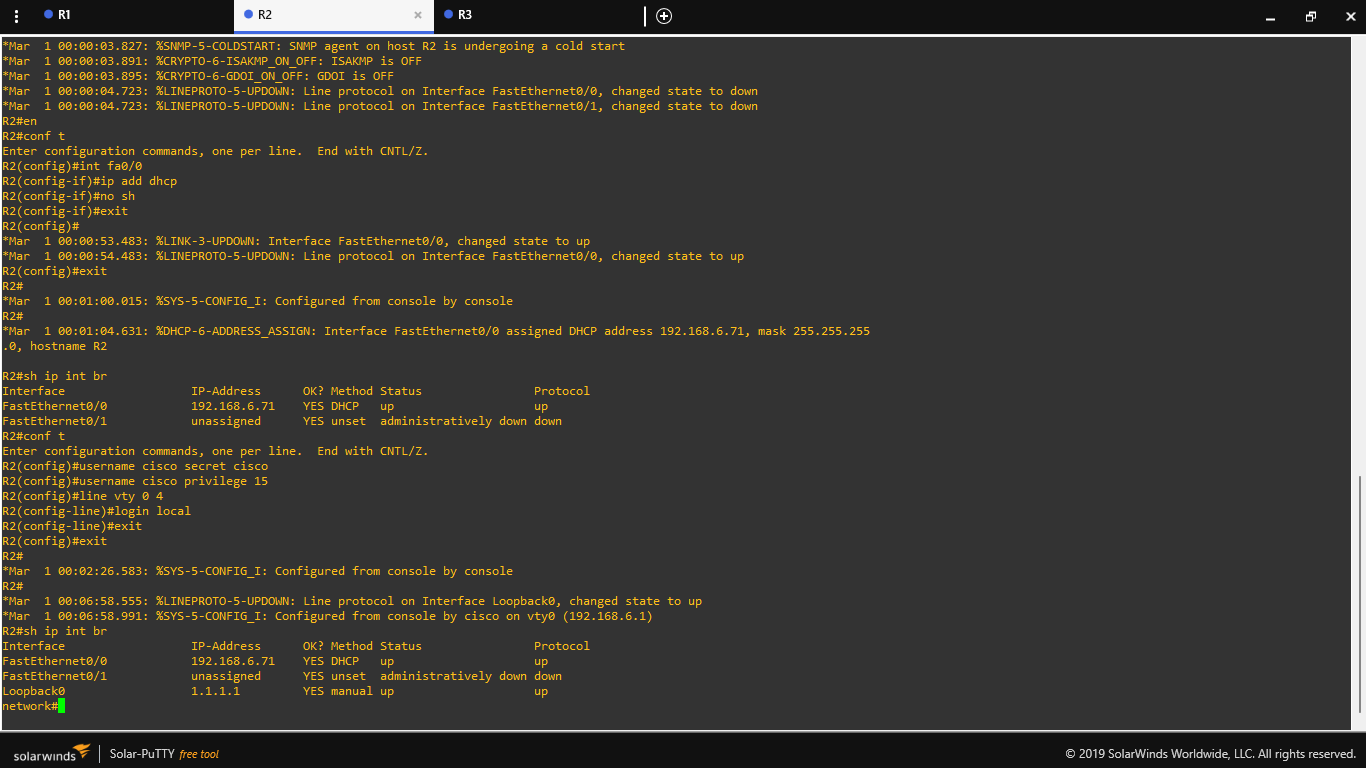 R1
R2
R3
*Mar  1 00:00:03.827: %SNMP-5-COLDSTART: SNMP agent on host R2 is undergoing a cold start
*Mar  1 00:00:03.891: %CRYPTO-6-ISAKMP_ON_OFF: ISAKMP is OFF
*Mar  1 00:00:03.895: %CRYPTO-6-GDOI_ON_OFF: GDOI is OFF
*Mar  1 00:00:04.723: %LINEPROTO-5-UPDOWN: Line protocol on Interface FastEthernet0/0, changed state to down
*Mar  1 00:00:04.723: %LINEPROTO-5-UPDOWN: Line protocol on Interface FastEthernet0/1, changed state to down
R2#en
R2#conf t
Enter configuration commands, one per line.  End with CNTL/Z.
R2(config)#int fa0/0
R2(config-if)#ip add dhcp
R2(config-if)#no sh
R2(config-if)#exit
R2(config)#
*Mar  1 00:00:53.483: %LINK-3-UPDOWN: Interface FastEthernet0/0, changed state to up
*Mar  1 00:00:54.483: %LINEPROTO-5-UPDOWN: Line protocol on Interface FastEthernet0/0, changed state to up
R2(config)#exit
R2#
*Mar  1 00:01:00.015: %SYS-5-CONFIG_I: Configured from console by console
R2#
*Mar  1 00:01:04.631: %DHCP-6-ADDRESS_ASSIGN: Interface FastEthernet0/0 assigned DHCP address 192.168.6.71, mask 255.255.255
.0, hostname R2
R2#sh ip int br
Interface                  IP-Address      OK? Method Status                Protocol
FastEthernet0/0            192.168.6.71    YES DHCP   up                    up
FastEthernet0/1            unassigned      YES unset  administratively down down
R2#conf t
Enter configuration commands, one per line.  End with CNTL/Z.
R2(config)#username cisco secret cisco
R2(config)#username cisco privilege 15
R2(config)#line vty 0 4
R2(config-line)#login local
R2(config-line)#exit
R2(config)#exit
R2#
*Mar  1 00:02:26.583: %SYS-5-CONFIG_I: Configured from console by console
R2#
*Mar  1 00:06:58.555: %LINEPROTO-5-UPDOWN: Line protocol on Interface Loopback0, changed state to up
*Mar  1 00:06:58.991: %SYS-5-CONFIG_I: Configured from console by cisco on vty0 (192.168.6.1)
R2#sh ip int br
Interface                  IP-Address      OK? Method Status                Protocol
FastEthernet0/0            192.168.6.71    YES DHCP   up                    up
FastEthernet0/1            unassigned      YES unset  administratively down down
Loopback0                  1.1.1.1         YES manual up                    up
network#
solarwinds
Solar-PuTTY free tool
© 2019 SolarWinds Worldwide, LLC. All rights reserved.